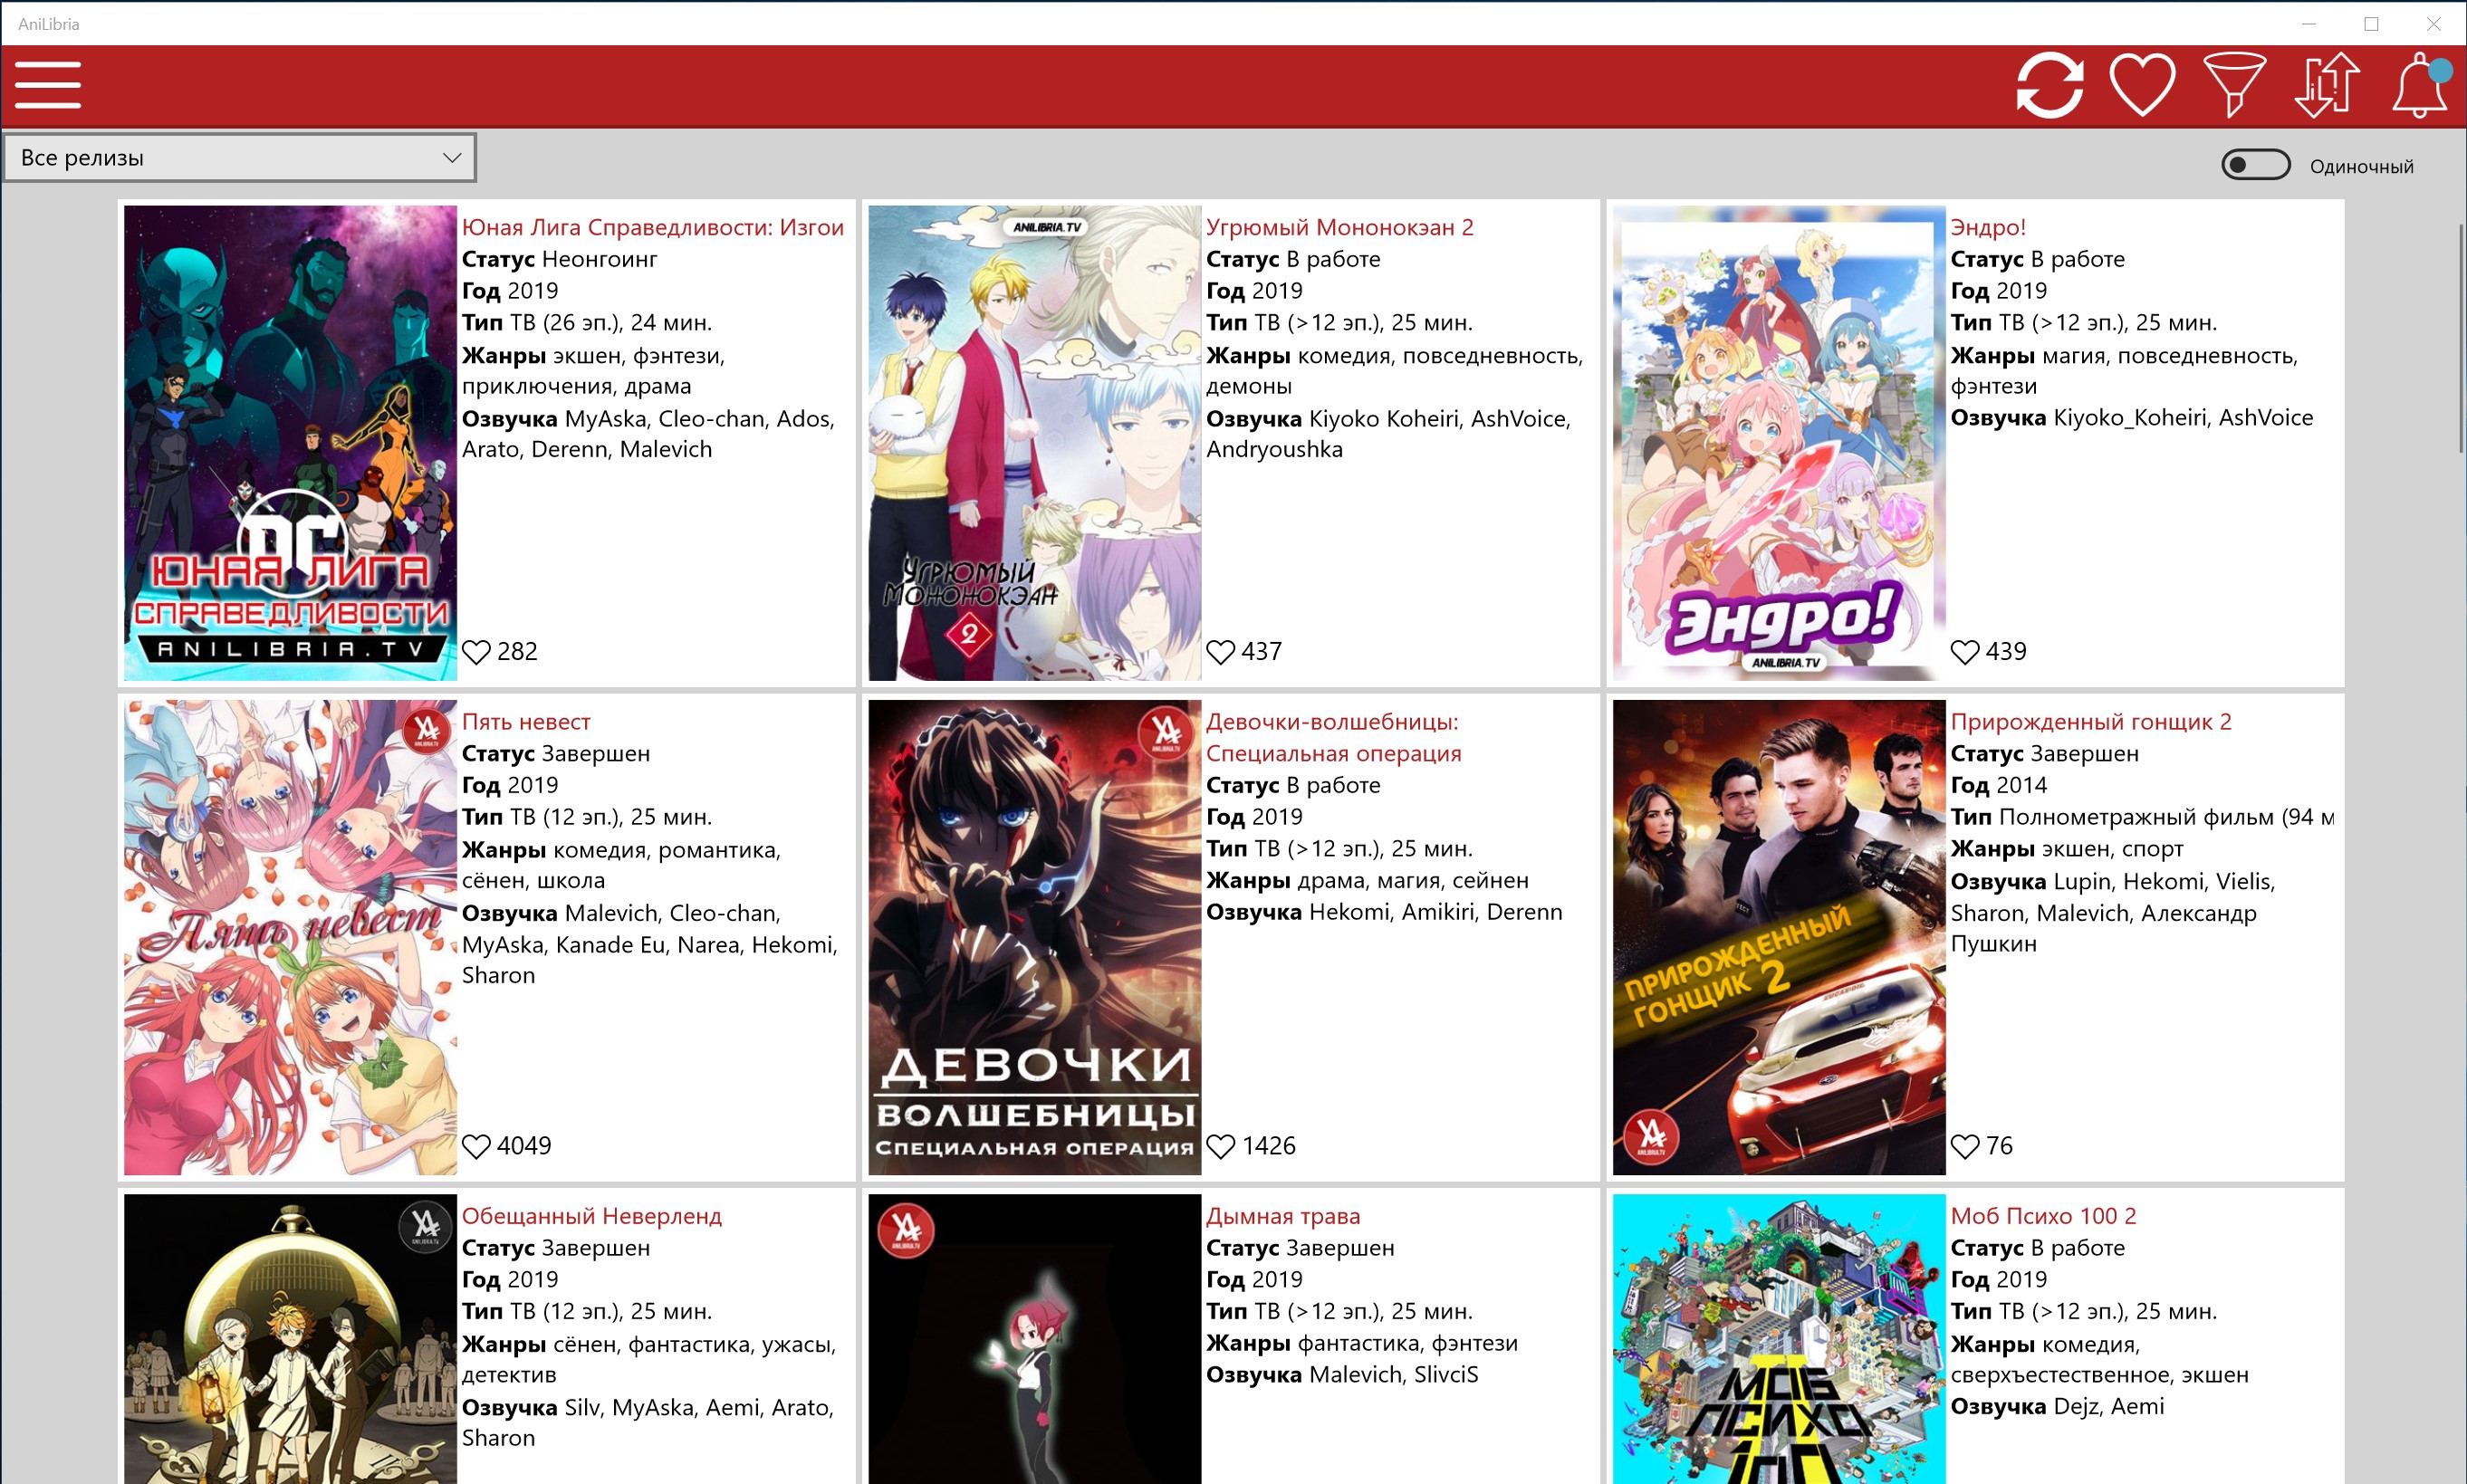 AniLibria
Все релизы
Одиночный
ANILIBRIA.TV
DC
ЮНАЯ ЛИГА
СПРАВЕДЛИВОСТИ
ANILIBRIA.TV
Юная Лига Справедливости: Изгои
Статус Неонгоинг
Год 2019
Тип ТВ (26 эп.), 24 мин.
Жанры экшен, фэнтези,
приключения, драма
Озвучка MyAska, Cleo-chan, Ados,
Arato, Derenn, Malevich
282
Угрюмый
Мононокэан
2
Угрюмый Мононокэан 2
Статус В работе
Год 2019
Тип ТВ (>12 эп.), 25 мин.
Жанры комедия, повседневность,
демоны
Озвучка Kiyoko Koheiri, AshVoice,
Andryoushka
437
Эндро!
ANILIBRIA.TV
Эндро!
Статус В работе
Год 2019
Тип ТВ (>12 эп.), 25 мин.
Жанры магия, повседневность,
фэнтези
Озвучка Kiyoko_Koheiri, AshVoice
439
ANILIBRIA.TV
Пять невест
Пять невест
Статус Завершен
Год 2019
Тип ТВ (12 эп.), 25 мин.
Жанры комедия, романтика,
сёнен, школа
Озвучка Malevich, Cleo-chan,
MyAska, Kanade Eu, Narea, Hekomi,
Sharon
4049
ANILIBRIA.TV
ДЕВОЧКИ
ВОЛШЕБНИЦЫ
Специальная операция
Девочки-волшебницы:
Специальная операция
Статус В работе
Год 2019
Тип ТВ (>12 эп.), 25 мин.
Жанры драма, магия, сейнен
Озвучка Hekomi, Amikiri, Derenn
1426
ПРИРОЖДЕННЫЙ
ГОНЩИК 2
ANILIBRIA.TV
Прирожденный гонщик 2
Статус Завершен
Год 2014
Тип Полнометражный фильм (94 м
Жанры экшен, спорт
Озвучка Lupin, Hekomi, Vielis,
Sharon, Malevich, Александр
Пушкин
76
ANILIBRIA.TV
Обещанный Неверленд
Статус Завершен
Год 2019
Тип ТВ (12 эп.), 25 мин.
Жанры сёнен, фантастика, ужасы,
детектив
Озвучка Silv, MyAska, Aemi, Arato,
Sharon
ANILIBRIA.TV
Дымная трава
Статус Завершен
Год 2019
Тип ТВ (>12 эп.), 25 мин.
Жанры фантастика, фэнтези
Озвучка Malevich, SlivciS
МОБ
ПСИХО
100
Моб Психо 100 2
Статус В работе
Год 2019
Тип ТВ (>12 эп.), 25 мин.
Жанры комедия,
сверхъестественное, экшен
Озвучка Dejz, Aemi